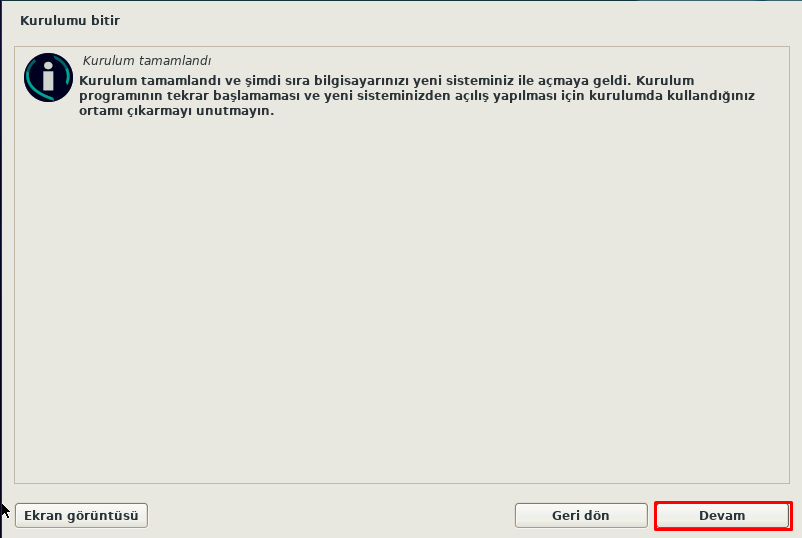 Kurulumu bitir
Kurulum tamamlandı
Kurulum tamamlandı ve şimdi sıra bilgisayarınızı yeni sisteminiz ile açmaya geldi. Kurulum
programının tekrar başlamaması ve yeni sisteminizden açılış yapılması için kurulumda kullandığınız
ortamı çıkarmayı unutmayın.
Ekran görüntüsü
Geri dön
Devam